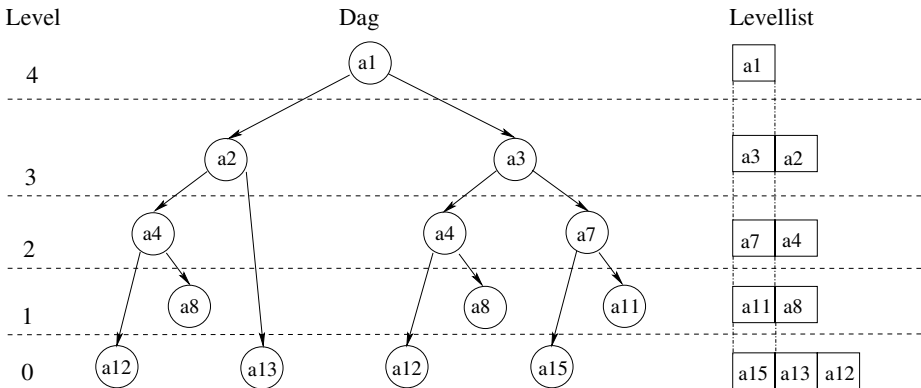 Level Dag Levellist
4 a1 a1
3 a2 a3 a3 a2
2 a4 a4 a7 a7 a4
1 a8 a8 a11 a11 a8
0 a12 a13 a12 a15 a15 a13 a12